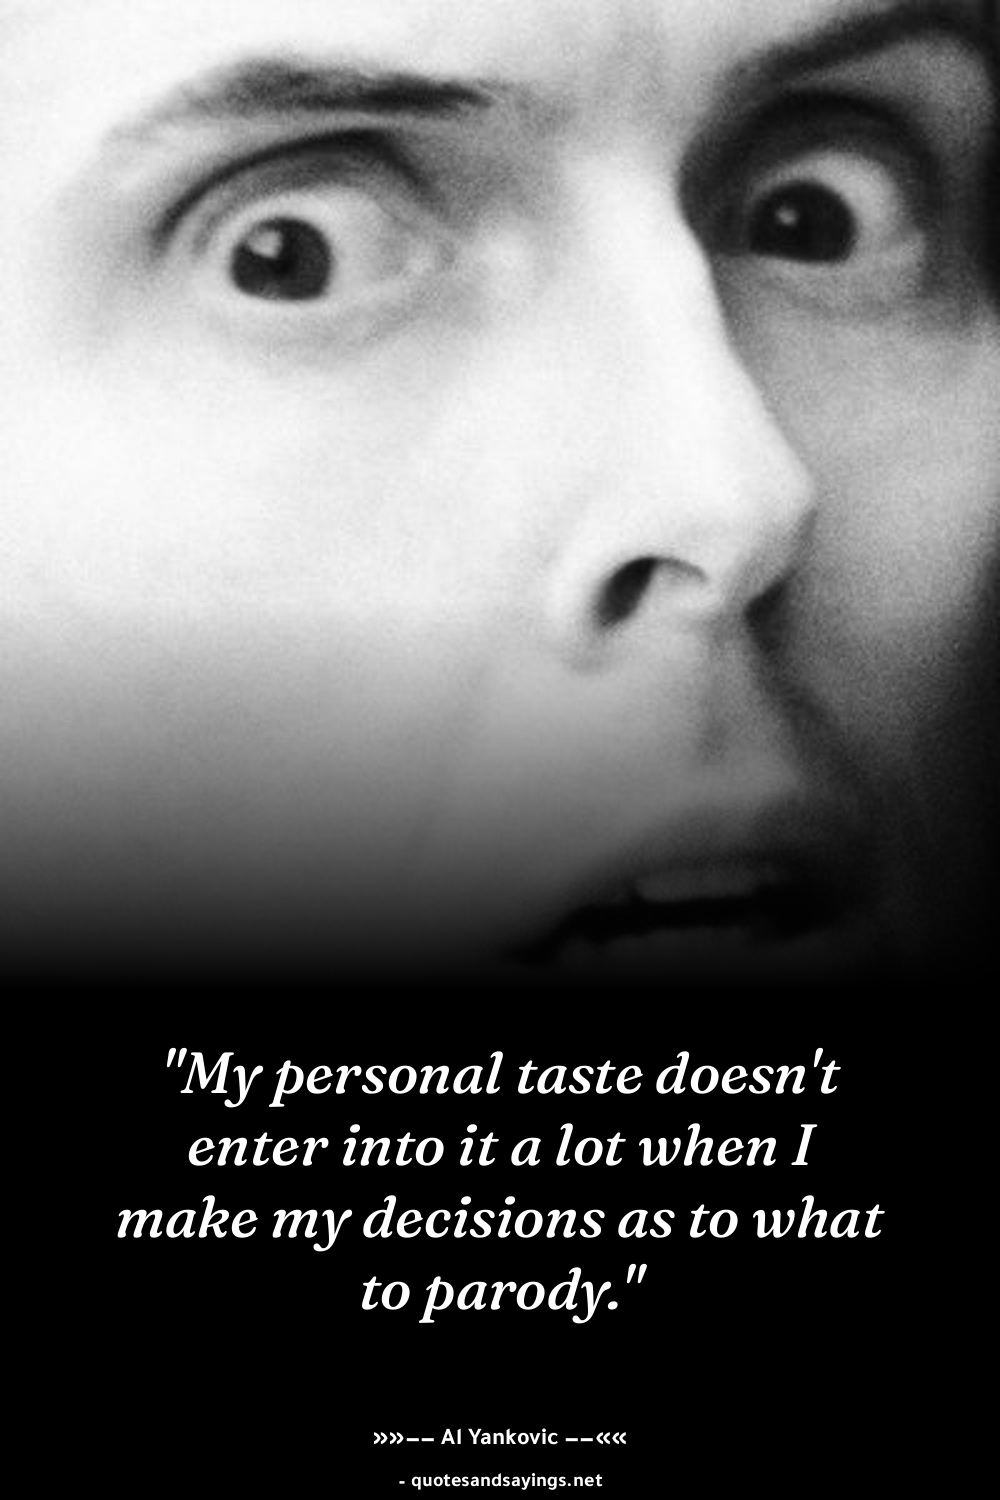 "My personal taste doesn't
enter into it a lot when I
make my decisions as to what
to parody."
»»–– Al Yankovic ––««
- quotesandsayings.net